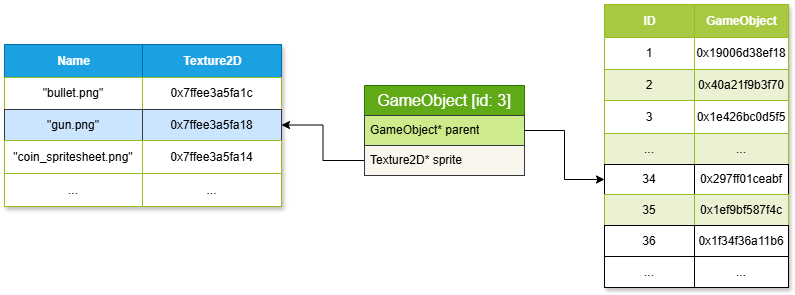 Name Texture2D
"bullet.png" 0x7ffee3a5fa1c
"gun.png" 0x7ffee3a5fa18
"coin_spritesheet.png" 0x7ffee3a5fa14
... ...
GameObject [id: 3]
GameObject* parent
Texture2D* sprite
ID GameObject
1 0x19006d38ef18
2 0x40a21f9b3f70
3 0x1e426bc0d5f5
... ...
34 0x297ff01ceabf
35 0x1ef9bf587f4c
36 0x1f34f36a11b6
... ...